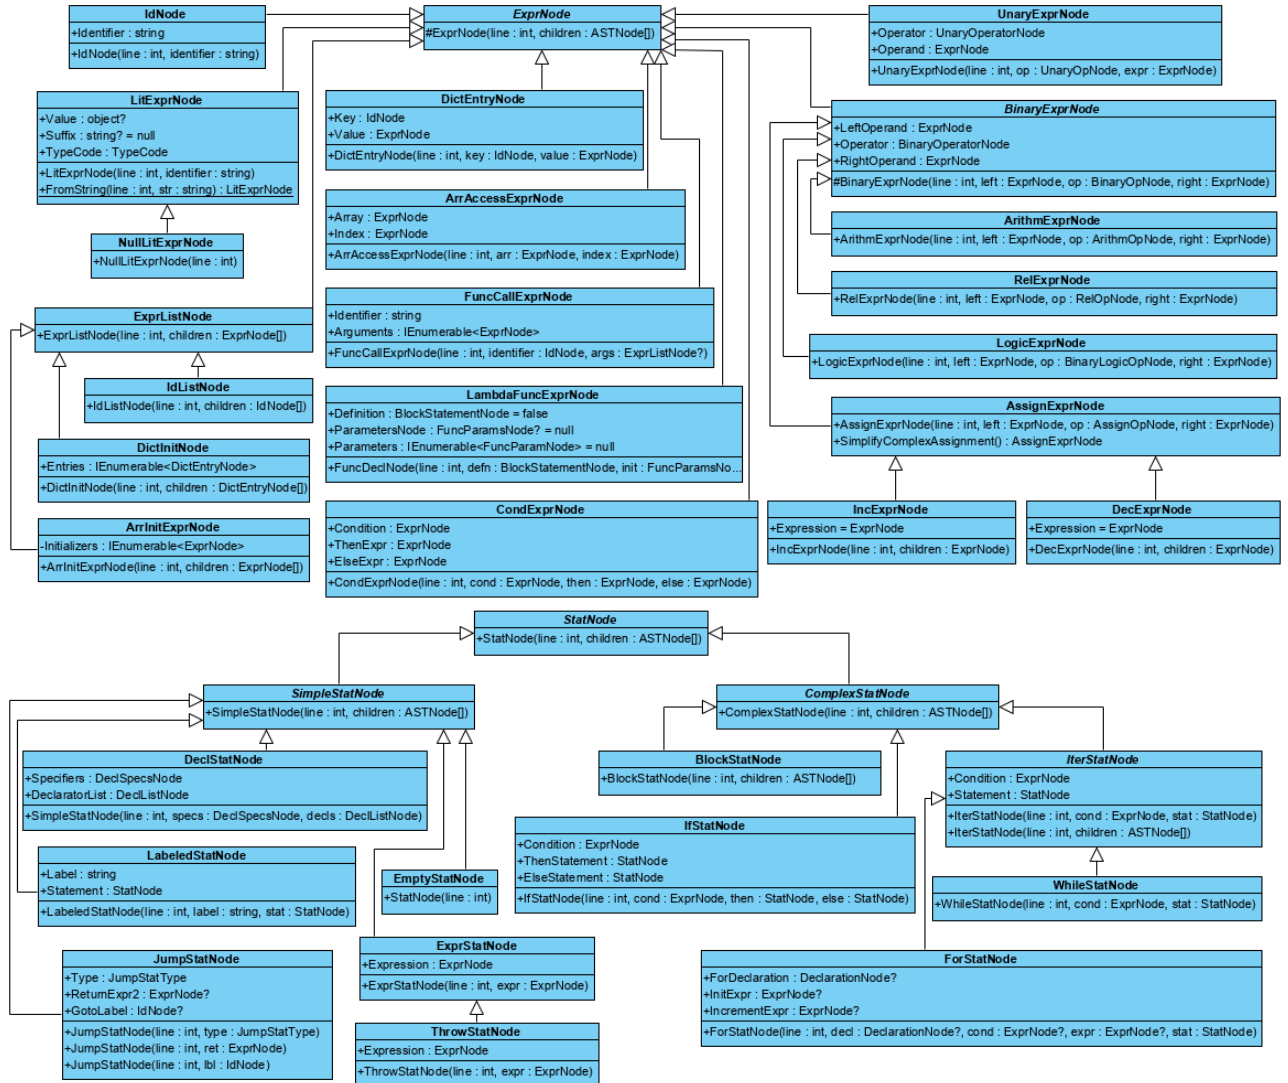 IdNode
+Identifier : string
+IdNode(line : int, identifier : string)
ExprNode
#ExprNode(line : int, children : ASTNode[])
UnaryExprNode
+Operator : UnaryOperatorNode
+Operand : ExprNode
+UnaryExprNode(line : int, op : UnaryOpNode, expr : ExprNode)
LitExprNode
+Value : object?
+Suffix : string? = null
+TypeCode : TypeCode
+LitExprNode(line : int, identifier : string)
+FromString(line : int, str : string) : LitExprNode
DictEntryNode
+Key : IdNode
+Value : ExprNode
+DictEntryNode(line : int, key : IdNode, value : ExprNode)
BinaryExprNode
+LeftOperand : ExprNode
+Operator : BinaryOperatorNode
+RightOperand : ExprNode
#BinaryExprNode(line : int, left : ExprNode, op : BinaryOpNode, right : ExprNode)
NullLitExprNode
+NullLitExprNode(line : int)
ArrAccessExprNode
+Array : ExprNode
+Index : ExprNode
+ArrAccessExprNode(line : int, arr : ExprNode, index : ExprNode)
ArithmExprNode
+ArithmExprNode(line : int, left : ExprNode, op : ArithmOpNode, right : ExprNode)
RelExprNode
+RelExprNode(line : int, left : ExprNode, op : RelOpNode, right : ExprNode)
ExprListNode
+ExprListNode(line : int, children : ExprNode[])
FuncCallExprNode
+Identifier : string
+Arguments : IEnumerable<ExprNode>
+FuncCallExprNode(line : int, identifier : IdNode, args : ExprListNode?)
LogicExprNode
+LogicExprNode(line : int, left : ExprNode, op : BinaryLogicOpNode, right : ExprNode)
IdListNode
+IdListNode(line : int, children : IdNode[])
LambdaFuncExprNode
+Definition : BlockStatementNode = false
+ParametersNode : FuncParamsNode? = null
+Parameters : IEnumerable<FuncParamNode> = null
+FuncDeclNode(line : int, defn : BlockStatementNode, init : FuncParamsNo...
AssignExprNode
+AssignExprNode(line : int, left : ExprNode, op : AssignOpNode, right : ExprNode)
+SimplifyComplexAssignment() : AssignExprNode
DictInitNode
+Entries : IEnumerable<DictEntryNode>
+DictInitNode(line : int, children : DictEntryNode[])
ArrInitExprNode
-Initializers : IEnumerable<ExprNode>
+ArrInitExprNode(line : int, children : ExprNode[])
CondExprNode
+Condition : ExprNode
+ThenExpr : ExprNode
+ElseExpr : ExprNode
+CondExprNode(line : int, cond : ExprNode, then : ExprNode, else : ExprNode)
IncExprNode
+Expression = ExprNode
+IncExprNode(line : int, children : ExprNode)
DecExprNode
+Expression = ExprNode
+DecExprNode(line : int, children : ExprNode)
StatNode
+StatNode(line : int, children : ASTNode[])
SimpleStatNode
+SimpleStatNode(line : int, children : ASTNode[])
ComplexStatNode
+ComplexStatNode(line : int, children : ASTNode[])
DeclStatNode
+Specifiers : DeclSpecsNode
+DeclaratorList : DeclListNode
+SimpleStatNode(line : int, specs : DeclSpecsNode, decls : DeclListNode)
BlockStatNode
+BlockStatNode(line : int, children : ASTNode[])
IterStatNode
+Condition : ExprNode
+Statement : StatNode
+IterStatNode(line : int, cond : ExprNode, stat : StatNode)
+IterStatNode(line : int, children : ASTNode[])
IfStatNode
+Condition : ExprNode
+ThenStatement : StatNode
+ElseStatement : StatNode
+IfStatNode(line : int, cond : ExprNode, then : StatNode, else : StatNode)
LabeledStatNode
+Label : string
+Statement : StatNode
+LabeledStatNode(line : int, label : string, stat : StatNode)
EmptyStatNode
+StatNode(line : int)
WhileStatNode
+WhileStatNode(line : int, cond : ExprNode, stat : StatNode)
ExprStatNode
+Expression : ExprNode
+ExprStatNode(line : int, expr : ExprNode)
JumpStatNode
+Type : JumpStatType
+ReturnExpr2 : ExprNode?
+GotoLabel : IdNode?
+JumpStatNode(line : int, type : JumpStatType)
+JumpStatNode(line : int, ret : ExprNode)
+JumpStatNode(line : int, lbl : IdNode)
ForStatNode
+ForDeclaration : DeclarationNode?
+InitExpr : ExprNode?
+IncrementExpr : ExprNode?
+ForStatNode(line : int, decl : DeclarationNode?, cond : ExprNode?, expr : ExprNode?, stat : StatNode)
ThrowStatNode
+Expression : ExprNode
+ThrowStatNode(line : int, expr : ExprNode)